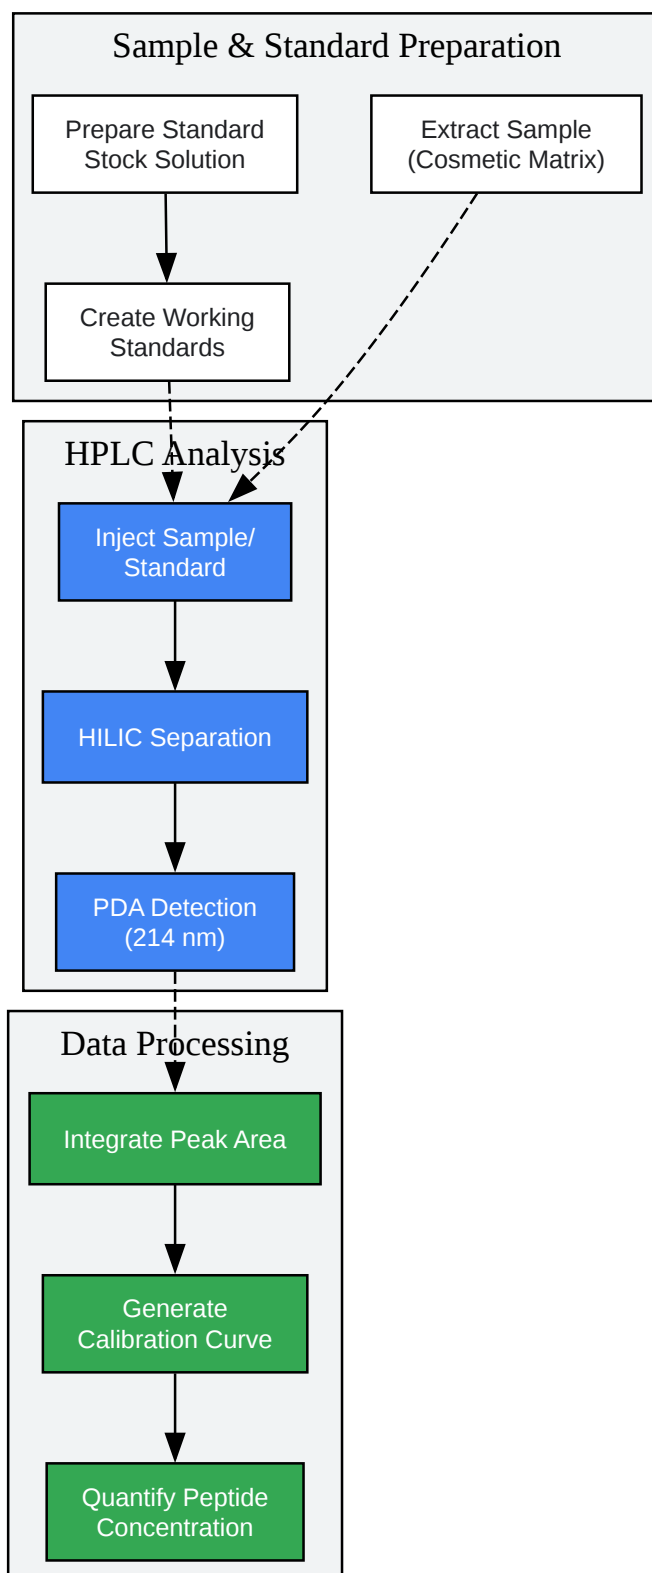 Sample & Standard Preparation
Prepare Standard
Stock Solution
Extract Sample
(Cosmetic Matrix)
Create Working
Standards
HPLC Analysis
Inject Sample/
Standard
HILIC Separation
PDA Detection
(214 nm)
Data Processing
Integrate Peak Area
Generate
Calibration Curve
Quantify Peptide
Concentration